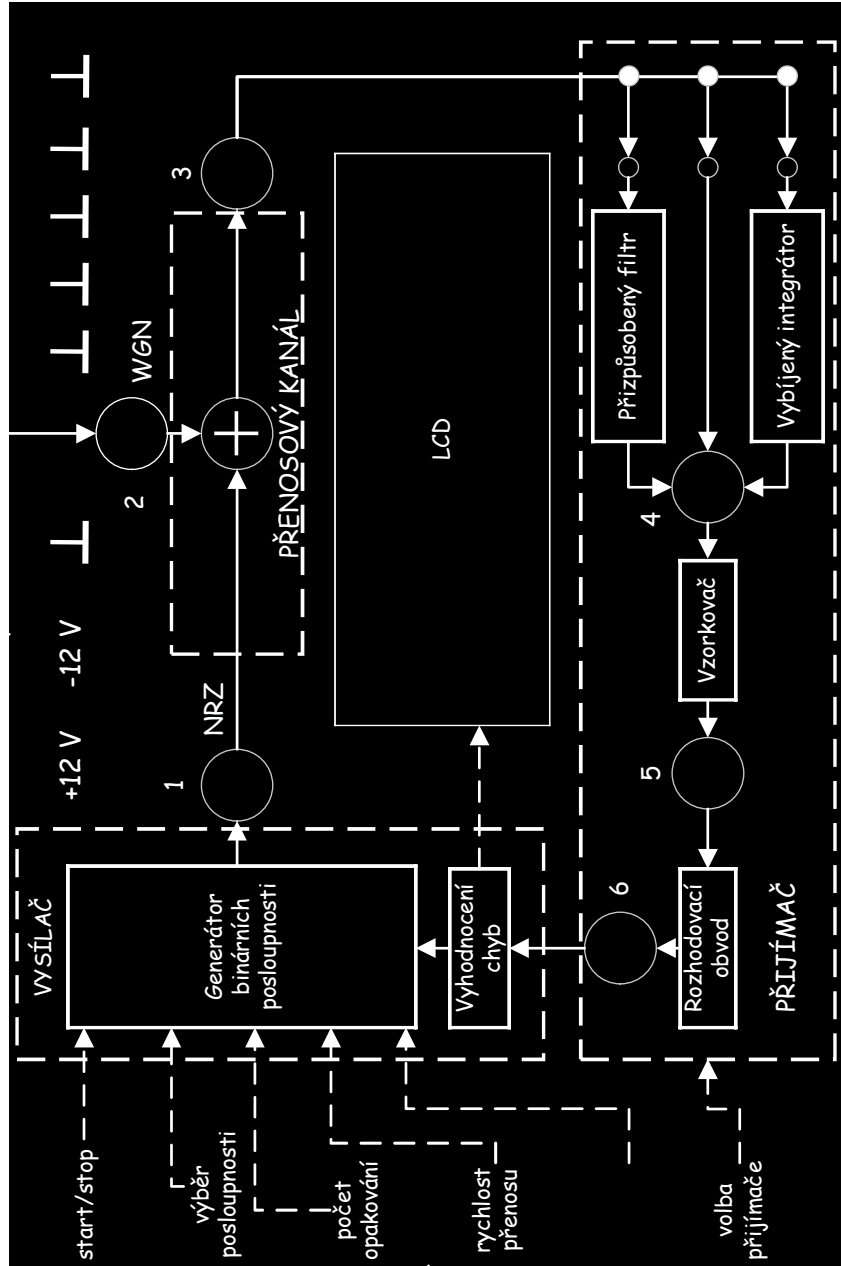 +12 V
-12 V
2
WGN
VYSÍLAČ
start/stop
výběr
posloupnosti
počet
opakování
rychlost
přenosu
Generátor
binárních
posloupnosti
1
NRZ
PŘENOSOVÝ KANÁL
3
Vyhodnocení
chyb
LCD
6
volba
přijímače
Rozhodovací
obvod
5
Vzorkovač
4
Přizpůsobený filtr
Vybíjený integrátor
PŘIJÍMAČ